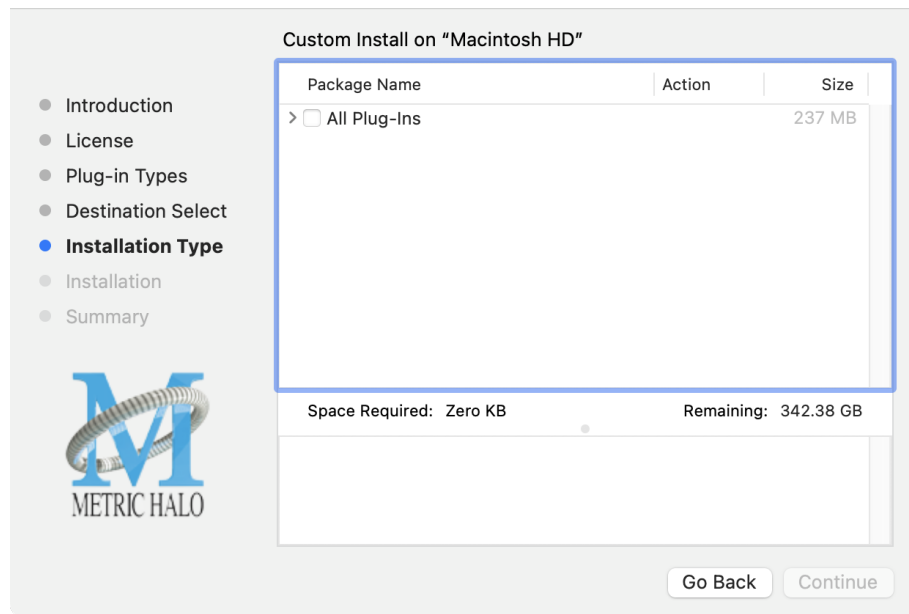 Custom Install on “Macintosh HD”
Package Name Action Size
All Plug-Ins 237 MB
Introduction
License
Plug-in Types
Destination Select
Installation Type
Installation
Summary
METRIC HALO
Space Required: Zero KB Remaining: 342.38 GB
Go Back Continue